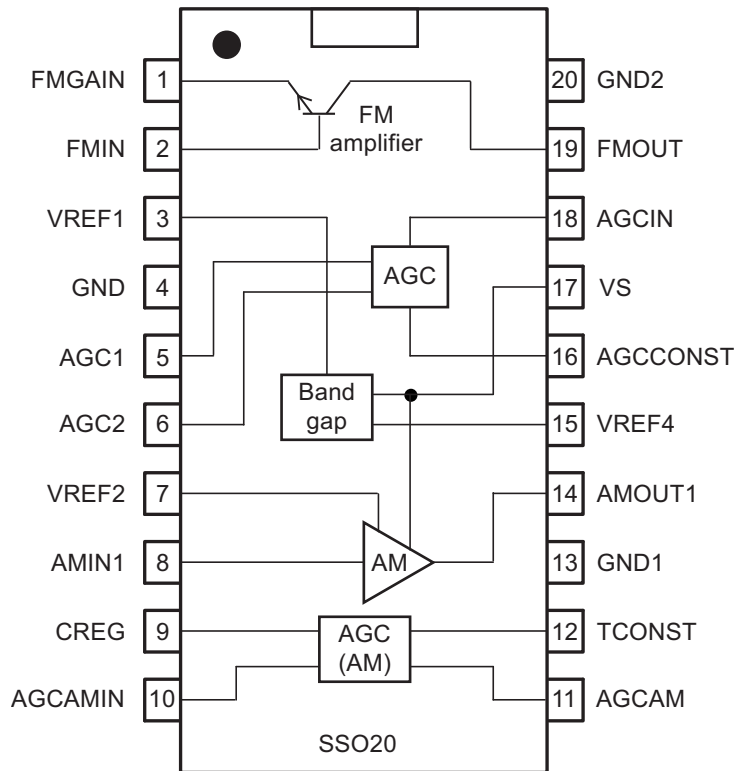 FMGAIN 1
FMIN 2
VREF1 3
GND 4
AGC1 5
AGC2 6
VREF2 7
AMIN1 8
CREG 9
AGCAMIN 10
FM
amplifier
AGC
Band
gap
AM
AGC
(AM)
SSO20
20 GND2
19 FMOUT
18 AGCIN
17 VS
16 AGCCONST
15 VREF4
14 AMOUT1
13 GND1
12 TCONST
11 AGCAM